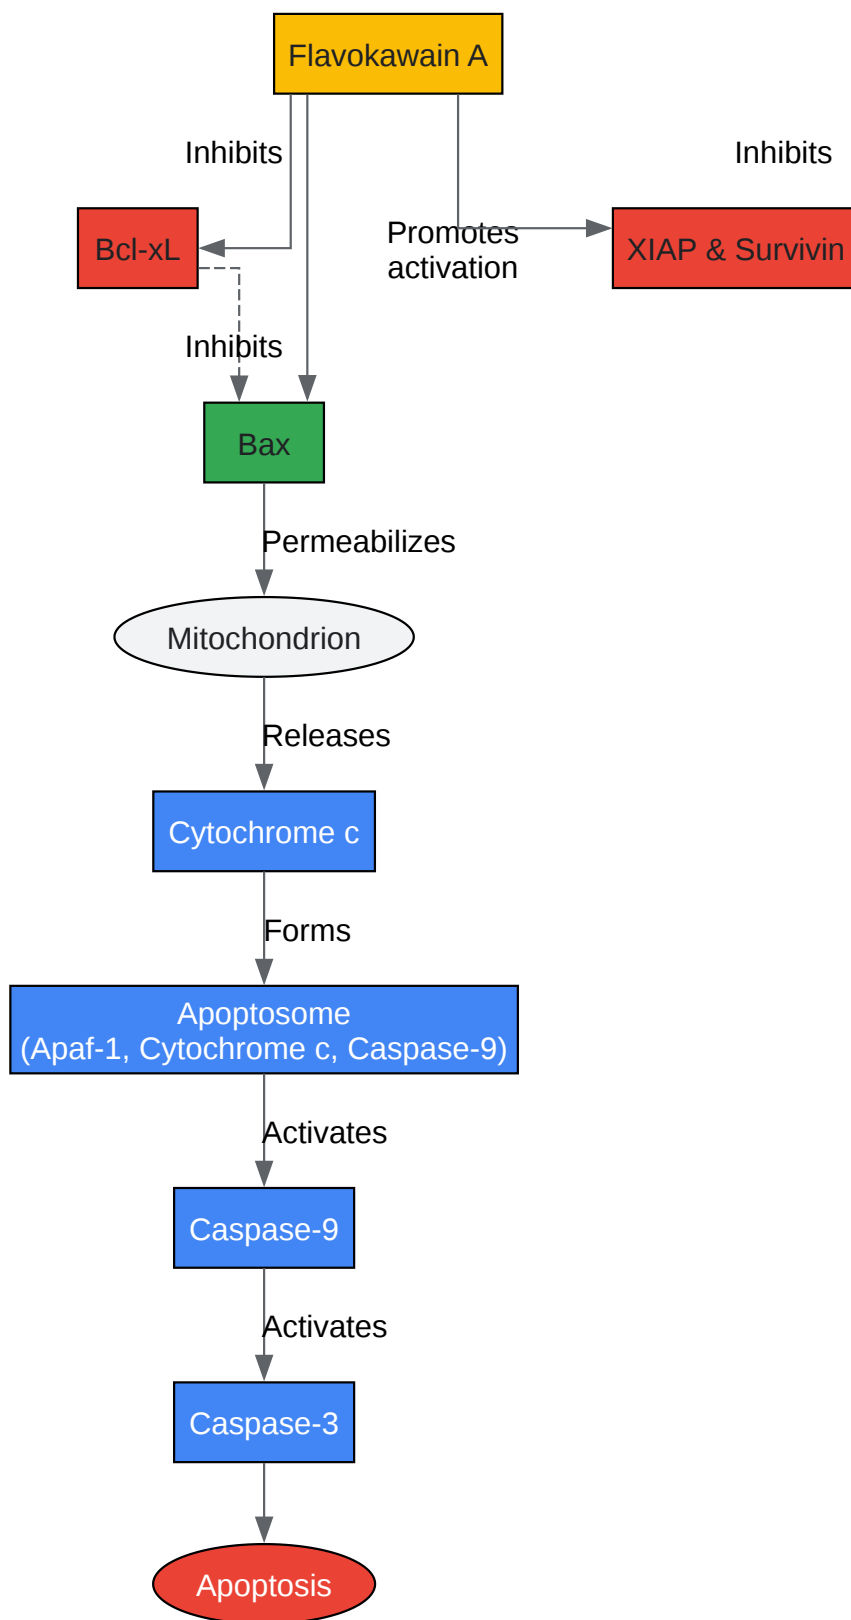 Flavokawain A
Inhibits
Inhibits
Bcl-xL
Promotes
activation
XIAP & Survivin
Inhibits
Bax
Permeabilizes
Mitochondrion
Releases
Cytochrome c
Forms
Apoptosome
(Apaf-1, Cytochrome c, Caspase-9)
Activates
Caspase-9
Activates
Caspase-3
Apoptosis